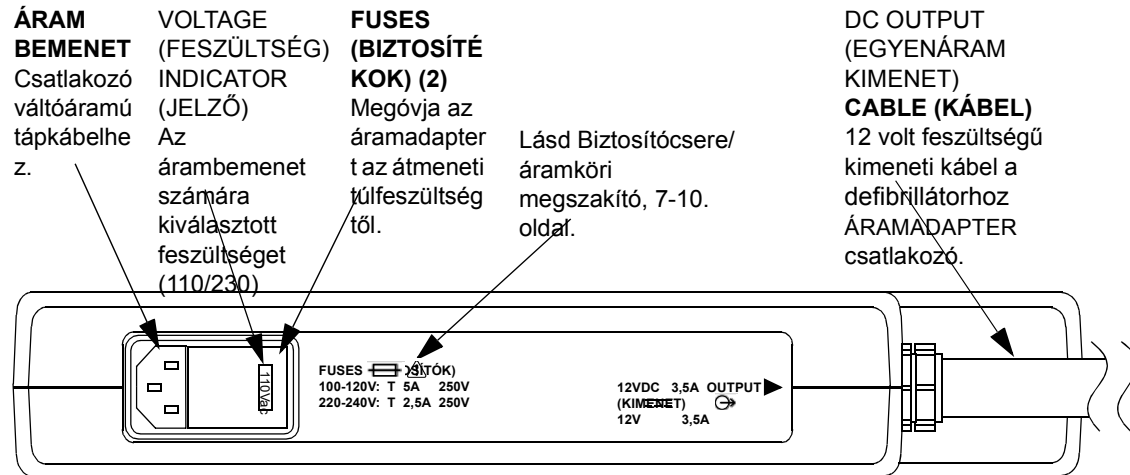 ÁRAM
BEMENET
Csatlakozó
váltóáramú
tápkábelhe
z.
VOLTAGE
(FESZÜLTSÉG)
INDICATOR
(JELZŐ)
Az
árambemenet
számára
kiválasztott
feszültséget
(110/230)
FUSES
(BIZTOSÍTÉ
KOK) (2)
Megóvja az
áramadapter
t az átmeneti
túlfeszültség
től.
Lásd Biztosítócsere/
áramköri
megszakító, 7-10.
oldal.
DC OUTPUT
(EGYENÁRAM
KIMENET)
CABLE (KÁBEL)
12 volt feszültségű
kimeneti kábel a
defibrillátorhoz
ÁRAMADAPTER
csatlakozó.
110Vac
FUSES
100-120V: T 5A 250V
220-240V: T 2,5A 250V
12VDC 3,5A OUTPUT
(KIMENET)
12V 3,5A